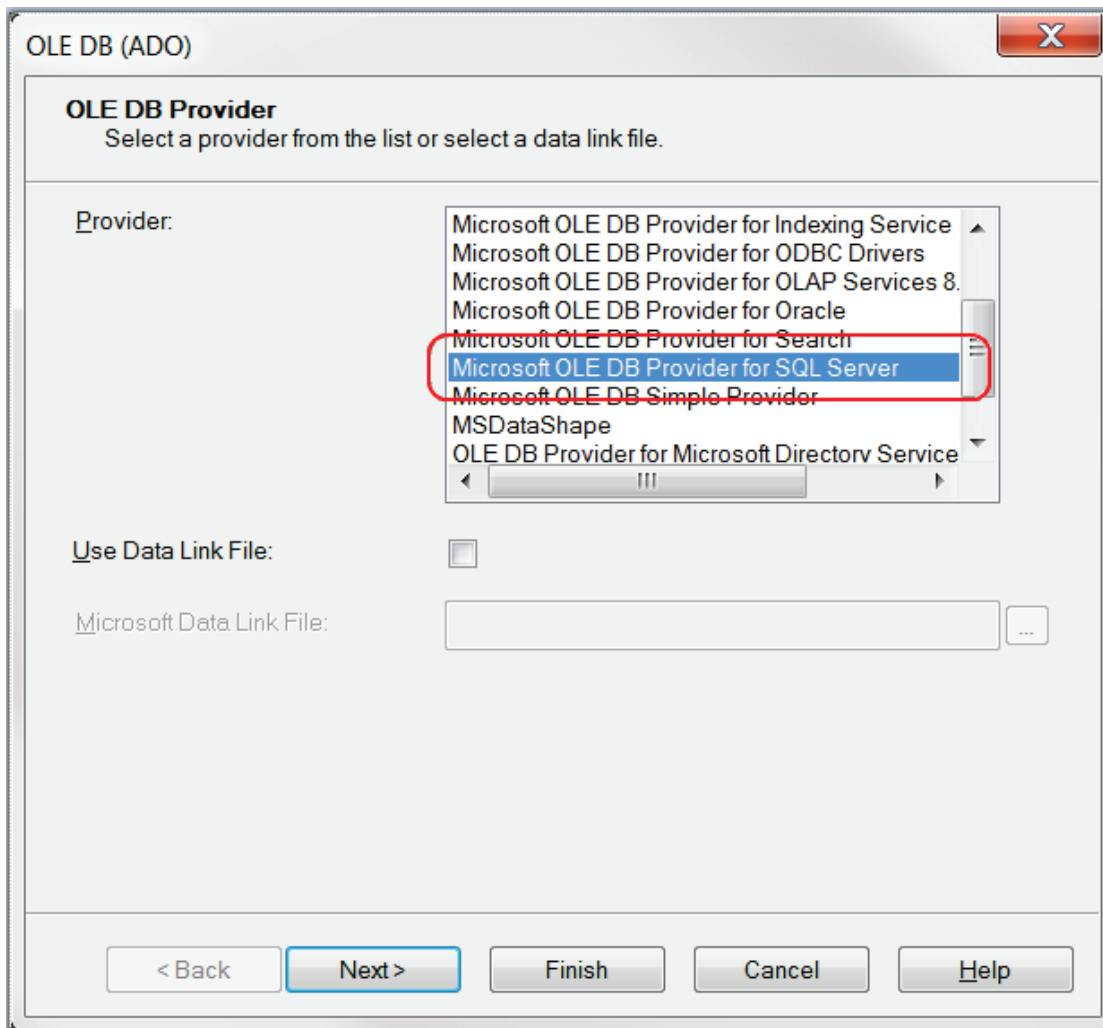 OLE DB (ADO)
X
OLE DB Provider
Select a provider from the list or select a data link file.
Provider:
Microsoft OLE DB Provider for Indexing Service
Microsoft OLE DB Provider for ODBC Drivers
Microsoft OLE DB Provider for OLAP Services 8.
Microsoft OLE DB Provider for Oracle
Microsoft OLE DB Provider for Search
Microsoft OLE DB Provider for SQL Server
Microsoft OLE DB Simple Provider
MSDataShape
OLE DB Provider for Microsoft Directory Service
Use Data Link File:
Microsoft Data Link File:
...
< Back Next > Finish Cancel Help